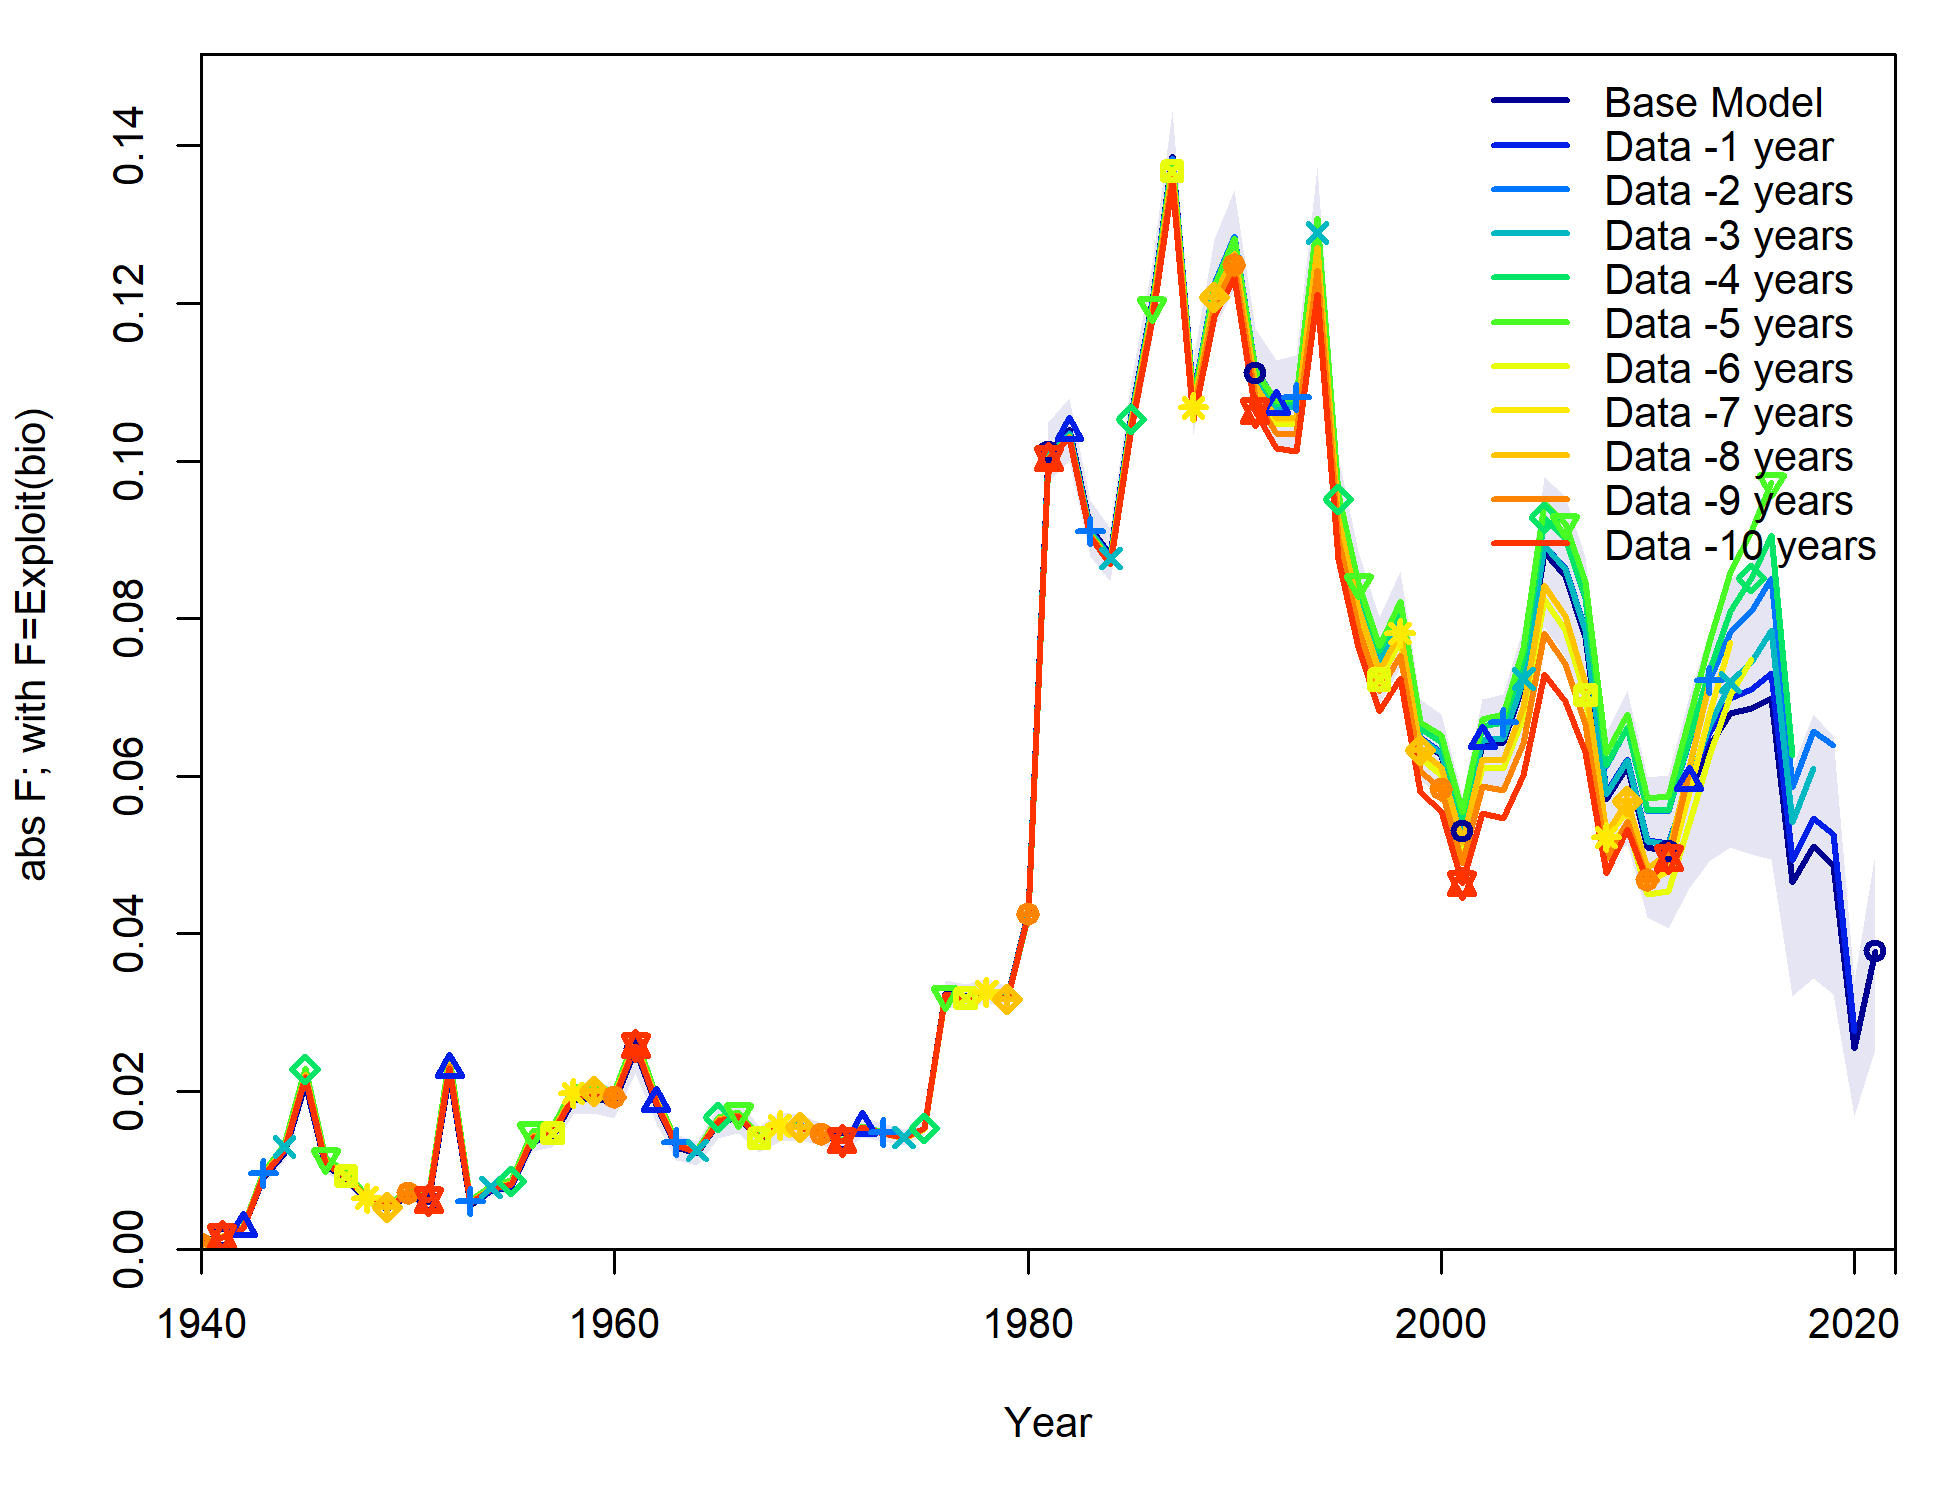 abs F; with F=Exploit(bio)
0.14
0.12
0.10
0.08
0.06
0.04
0.02
0.00
Base Model
Data -1 year
Data -2 years
Data -3 years
Data -4 years
Data -5 years
Data -6 years
Data -7 years
Data -8 years
Data -9 years
Data -10 years
1940 1960 1980 2000 2020
Year